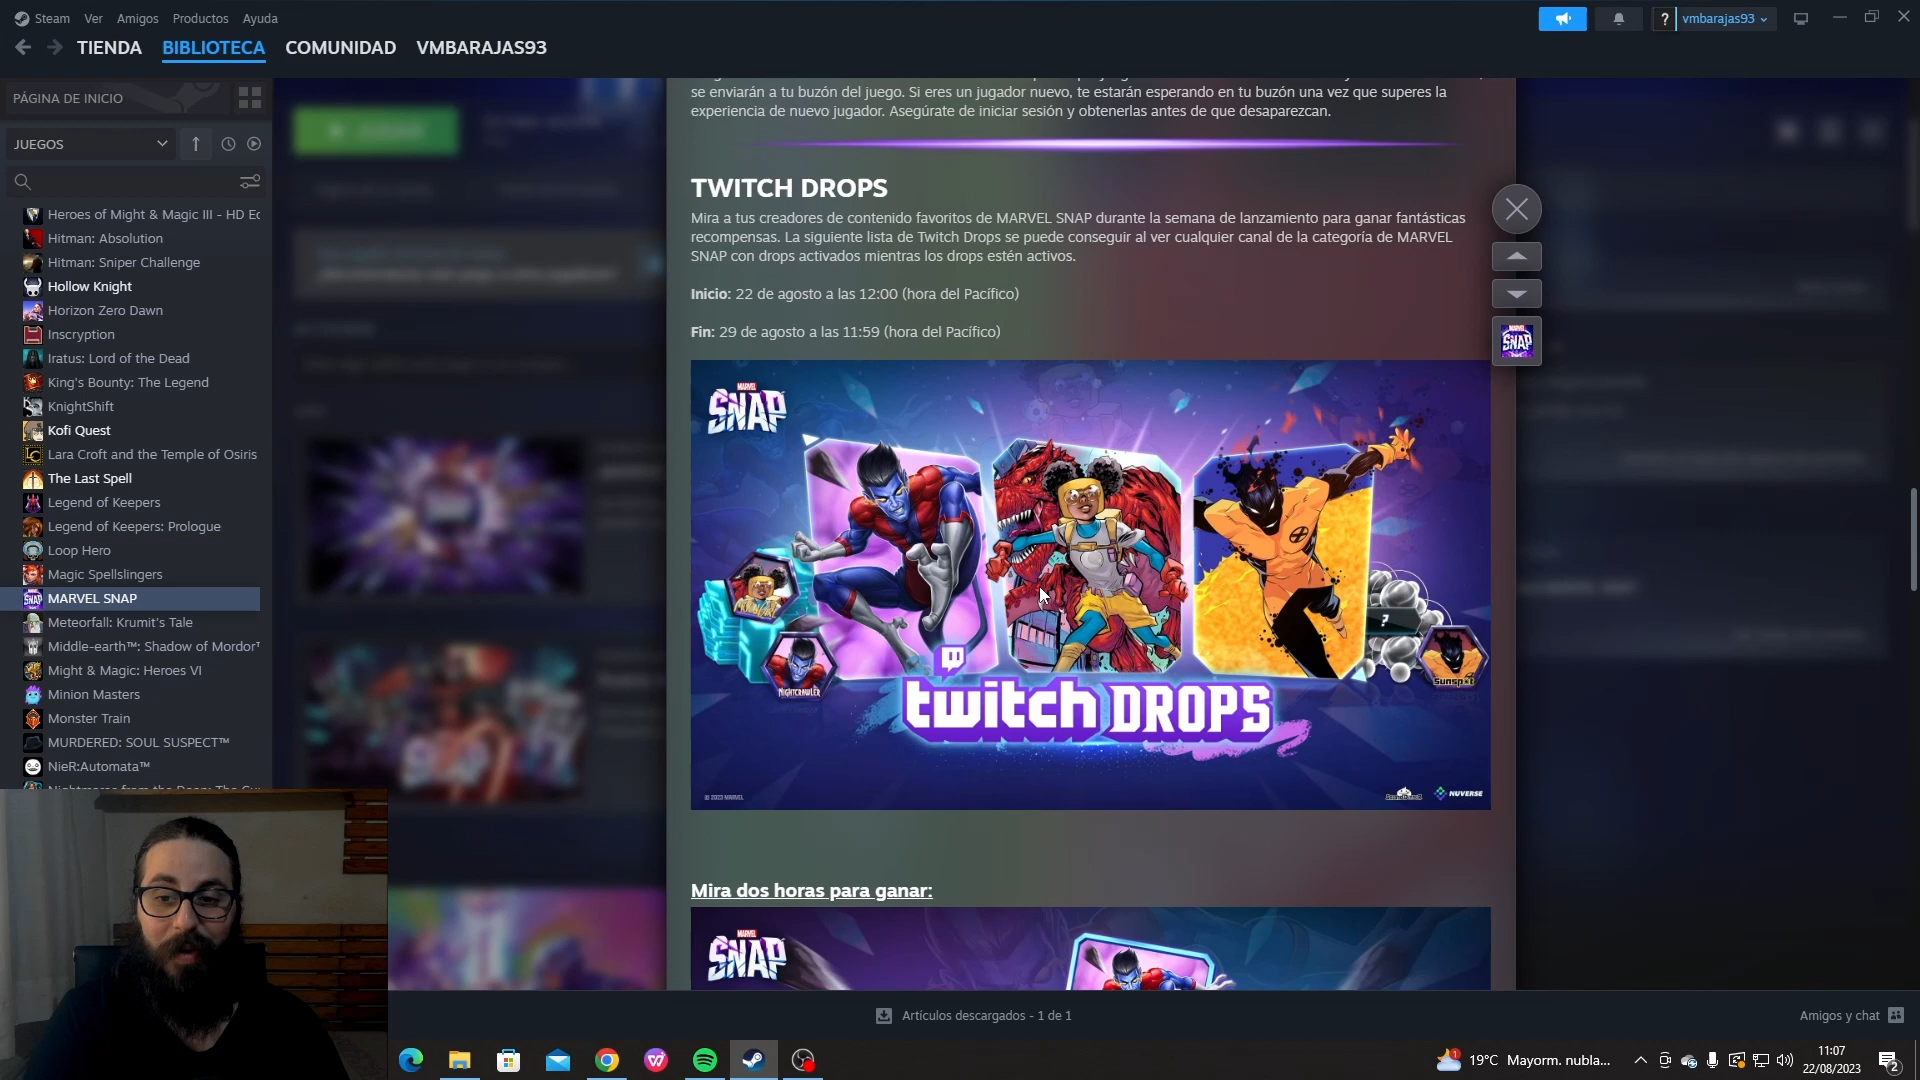 Steam Ver Amigos Productos Ayuda
vmbarajas93
TIENDA BIBLIOTECA COMUNIDAD VMBARAJAS93
PÁGINA DE INICIO
JUEGOS
Heroes of Might & Magic III - HD Ec
Hitman: Absolution
Hitman: Sniper Challenge
Hollow Knight
Horizon Zero Dawn
Inscryption
Iratus: Lord of the Dead
King's Bounty: The Legend
KnightShift
Kofi Quest
Lara Croft and the Temple of Osiris
The Last Spell
Legend of Keepers
Legend of Keepers: Prologue
Loop Hero
Magic Spellslingers
MARVEL SNAP
Meteorfall: Krumit's Tale
Middle-earth™: Shadow of Mordor™
Might & Magic: Heroes VI
Minion Masters
Monster Train
MURDERED: SOUL SUSPECT™
NieR:Automata™
se enviarán a tu buzón del juego. Si eres un jugador nuevo, te estarán esperando en tu buzón una vez que superes la
experiencia de nuevo jugador. Asegúrate de iniciar sesión y obtenerlas antes de que desaparezcan.
TWITCH DROPS
Mira a tus creadores de contenido favoritos de MARVEL SNAP durante la semana de lanzamiento para ganar fantásticas
recompensas. La siguiente lista de Twitch Drops se puede conseguir al ver cualquier canal de la categoría de MARVEL
SNAP con drops activados mientras los drops estén activos.
Inicio: 22 de agosto a las 12:00 (hora del Pacífico)
Fin: 29 de agosto a las 11:59 (hora del Pacífico)
MARVEL
SNAP
NIGHTCRAWLER
?
Sunspot
twitch DROPS
© 2023 MARVEL
NUVERSE
Mira dos horas para ganar:
MARVEL
SNAP
MARVEL
SNAP
Artículos descargados - 1 de 1
Amigos y chat
19°C Mayorm. nubla...
11:07
22/08/2023
2